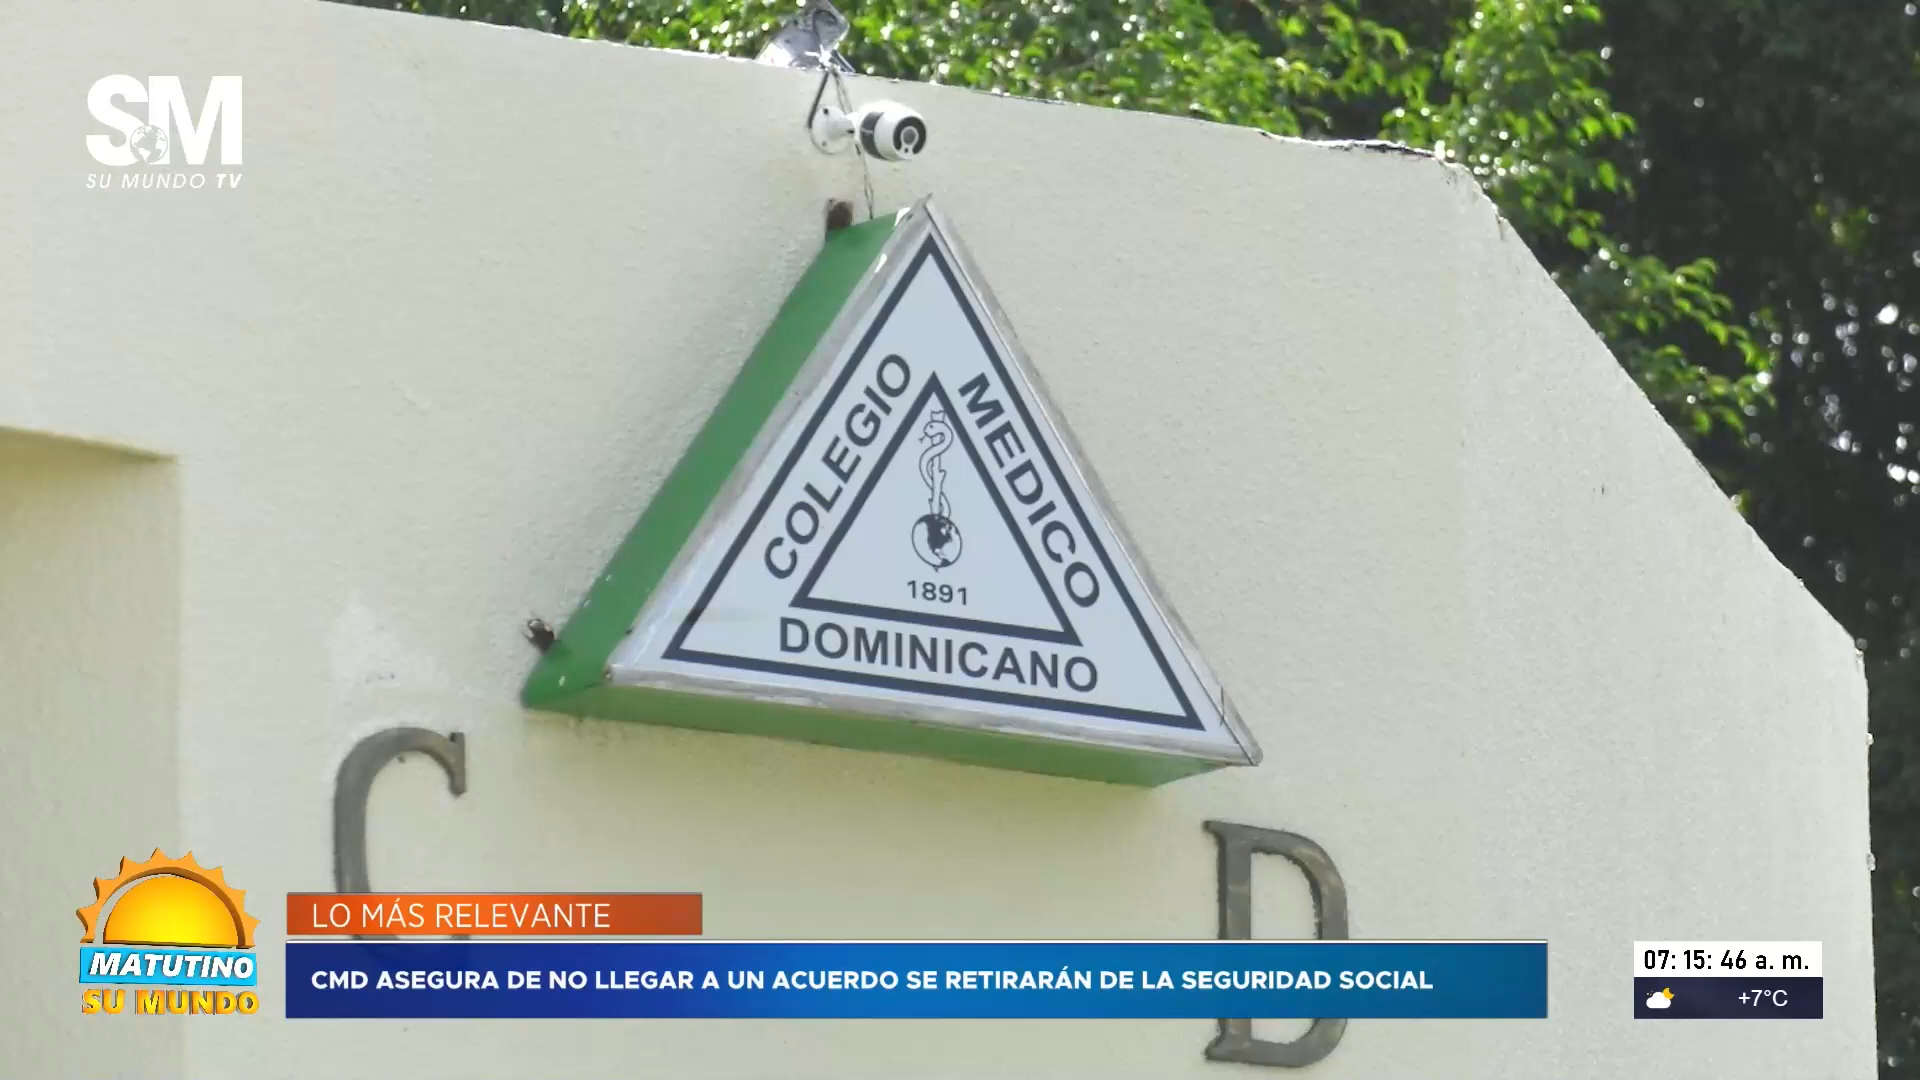 SM
SU MUNDO TV
COLEGIO
MEDICO
DOMINICANO
1891
C
D
LO MÁS RELEVANTE
MATUTINO
SU MUNDO
CMD ASEGURA DE NO LLEGAR A UN ACUERDO SE RETIRARÁN DE LA SEGURIDAD SOCIAL
07: 15: 46 a. m.
+7°C